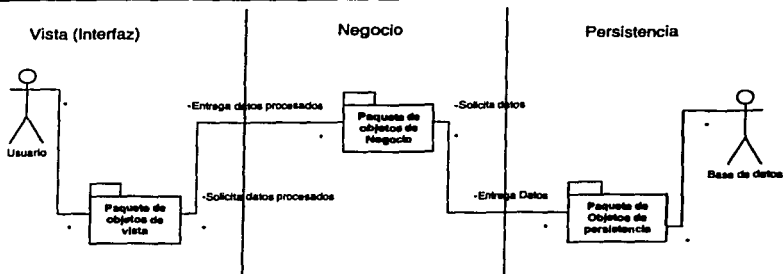 Vista (Interfaz)
Negocio
Persistencia
-Entrega datos procesados
-Solicita datos
Paquete de
objetos de
Negocio
Usuario
Base de datos
-Solicita datos procesados
-Entrega Datos
Paquete de
objetos de
vista
Paquete de
Objetos de
persistencia